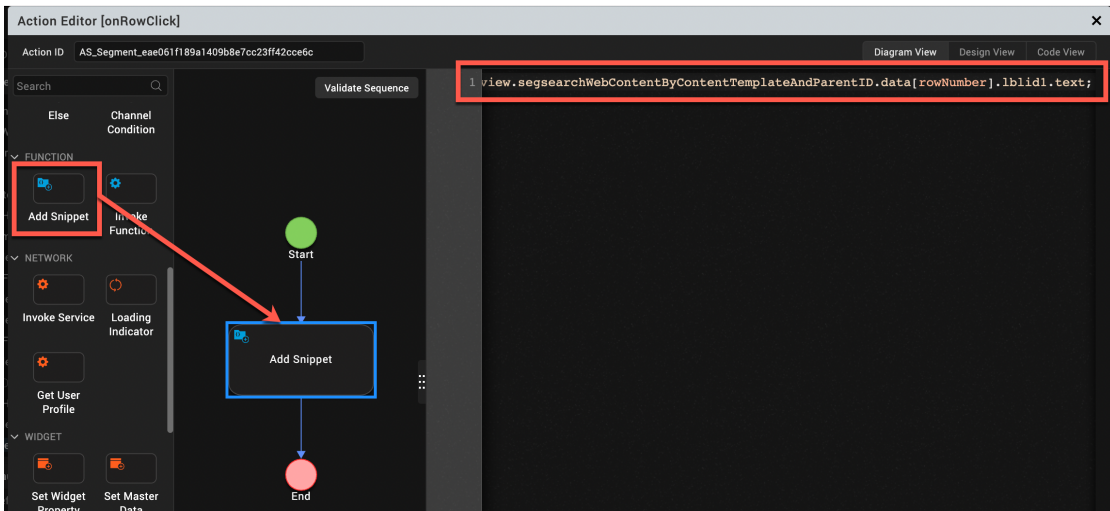 Action Editor [onRowClick]
Action ID AS_Segment_eae061f189a1409b8e7cc23ff42cce6c
Diagram View Design View Code View
Search
Validate Sequence
Else
Channel Condition
FUNCTION
Add Snippet
Invoke Function
NETWORK
Invoke Service
Loading Indicator
Get User Profile
WIDGET
Set Widget Property
Set Master Data
Start
Add Snippet
End
1 view.segsearchWebContentByContentTemplateAndParentID.data[rowNumber].lblid1.text;